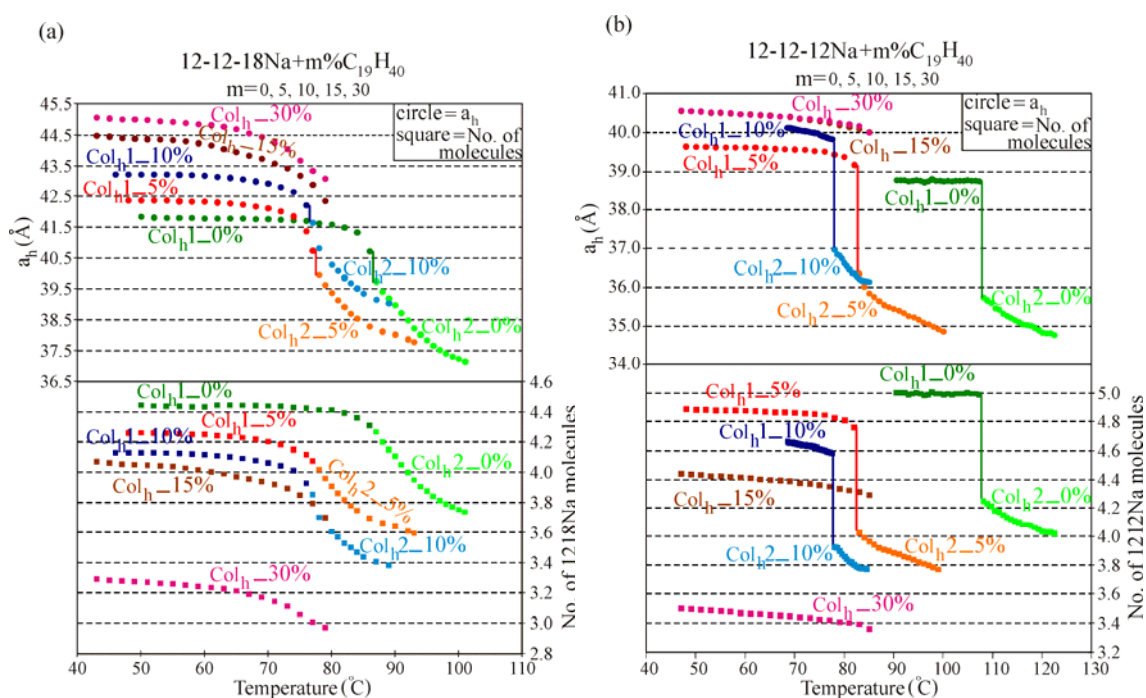 (a)
12-12-18Na+m%C₁₉H₄₀
m=0, 5, 10, 15, 30
circle = aₕ
square=No. of
molecules
45.5
44.5
43.5
42.5
41.5
40.5
39.5
38.5
37.5
36.5
aₕ (Å)
Colₕ_30%
Colₕ_15%
Colₕ1_10%
Colₕ1_5%
Colₕ1_0%
Colₕ2_10%
Colₕ2_5%
Colₕ2_0%
4.6
4.4
4.2
4.0
3.8
3.6
3.4
3.2
3.0
2.8
No. of 1218Na molecules
Colₕ1_0%
Colₕ1_5%
Colₕ1_10%
Colₕ_15%
Colₕ2_0%
Colₕ2_5%
Colₕ2_10%
Colₕ_30%
40 50 60 70 80 90 100 110
Temperature (°C)
(b)
12-12-12Na+m%C₁₉H₄₀
m= 0, 5, 10, 15, 30
circle= aₕ
square=No. of
molecules
41.0
40.0
39.0
38.0
37.0
36.0
35.0
34.0
aₕ (Å)
Colₕ_30%
Colₕ1_10%
Colₕ_15%
Colₕ1_5%
Colₕ1_0%
Colₕ2_10%
Colₕ2_5%
Colₕ2_0%
5.0
4.8
4.6
4.4
4.2
4.0
3.8
3.6
3.4
3.2
No. of 1212Na molecules
Colₕ1_0%
Colₕ1_5%
Colₕ1_10%
Colₕ_15%
Colₕ2_0%
Colₕ2_5%
Colₕ2_10%
Colₕ_30%
40 50 60 70 80 90 100 110 120 130
Temperature (°C)